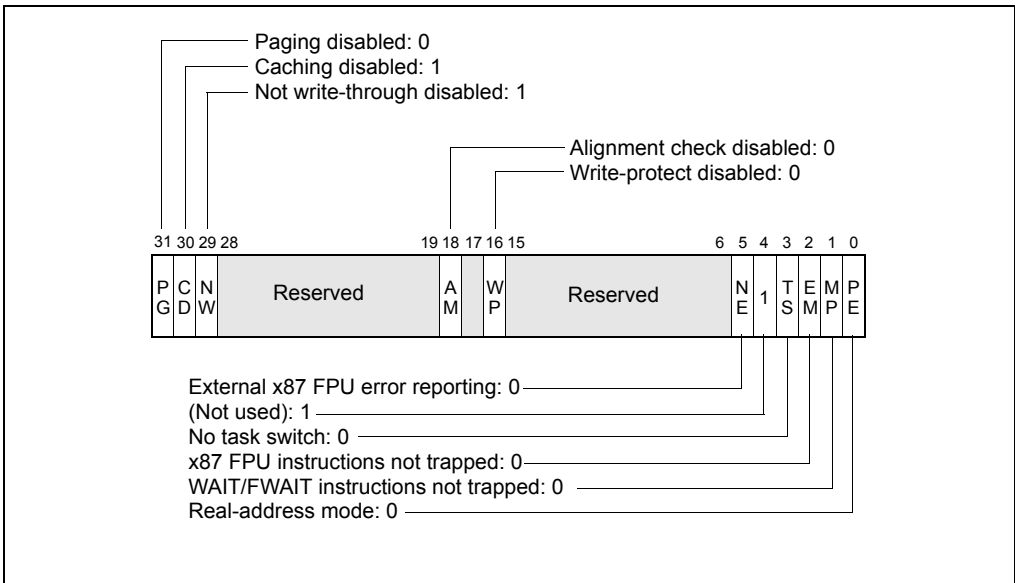 Paging disabled: 0
Caching disabled: 1
Not write-through disabled: 1
Alignment check disabled: 0
Write-protect disabled: 0
31 30 29 28 19 18 17 16 15 6 5 4 3 2 1 0
P C N Reserved A W Reserved N 1 T E M P
G D W M P E S M P E
External x87 FPU error reporting: 0
(Not used): 1
No task switch: 0
x87 FPU instructions not trapped: 0
WAIT/FWAIT instructions not trapped: 0
Real-address mode: 0